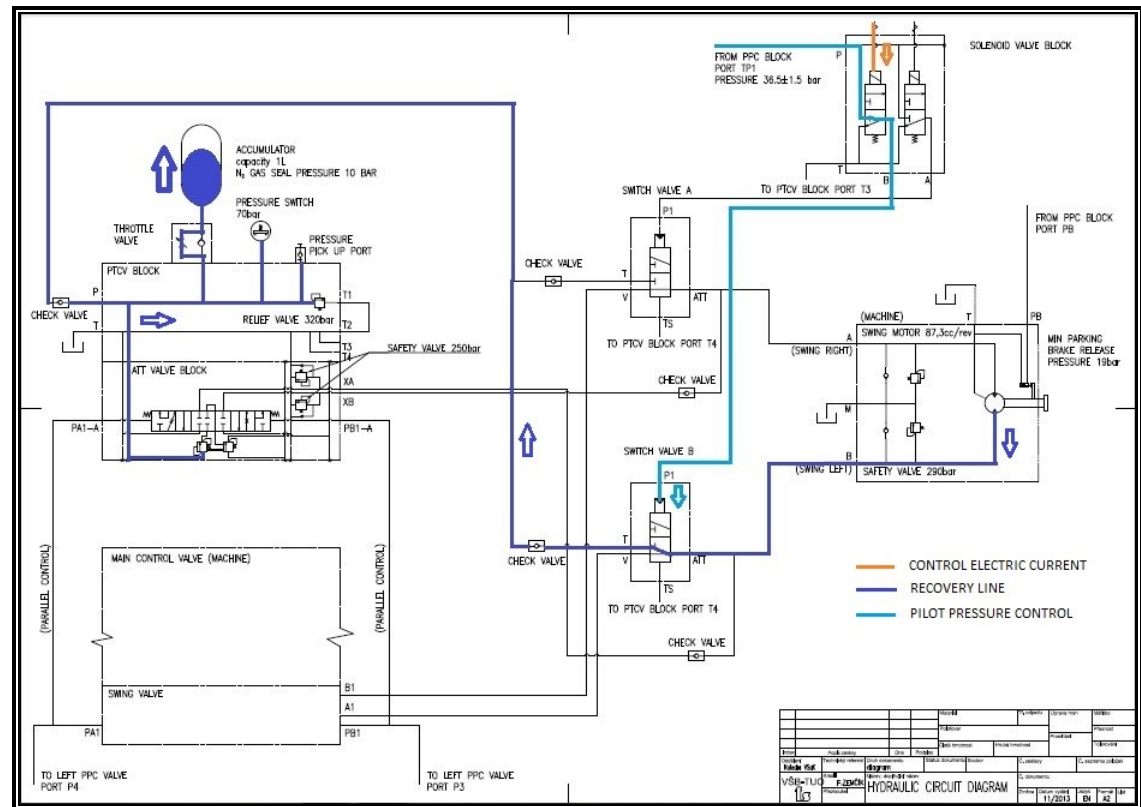 SOLENOID VALVE BLOCK
FROM PPC BLOCK
PORT TP1
PRESSURE 36.5±1.5 bar
P
T
B
A
TO PTCV BLOCK PORT T3
ACCUMULATOR
capacity 1L
N₂ GAS SEAL PRESSURE 10 BAR
PRESSURE SWITCH
70bar
THROTTLE
VALVE
PRESSURE
PICK UP PORT
PTCV BLOCK
P
CHECK VALVE
T
T1
RELIEF VALVE 320bar
T2
T3
T4
SAFETY VALVE 250bar
ATT VALVE BLOCK
XA
XB
PA1-A
PB1-A
SWITCH VALVE A
P1
CHECK VALVE
T
V
ATT
TS
TO PTCV BLOCK PORT T4
CHECK VALVE
FROM PPC BLOCK
PORT PB
(MACHINE)
T
PB
A
SWING MOTOR 87,3cc/rev
(SWING RIGHT)
MIN PARKING
BRAKE RELEASE
PRESSURE 19bar
M
B
(SWING LEFT)
SAFETY VALVE 290bar
SWITCH VALVE B
P1
T
CHECK VALVE
V
ATT
TS
TO PTCV BLOCK PORT T4
CHECK VALVE
CONTROL ELECTRIC CURRENT
RECOVERY LINE
PILOT PRESSURE CONTROL
(PARALLEL CONTROL)
(PARALLEL CONTROL)
MAIN CONTROL VALVE (MACHINE)
SWING VALVE
B1
A1
PA1
PB1
TO LEFT PPC VALVE
PORT P4
TO LEFT PPC VALVE
PORT P3
diagram
VŠB-TUO
HYDRAULIC CIRCUIT DIAGRAM
11/2013
EN
A2